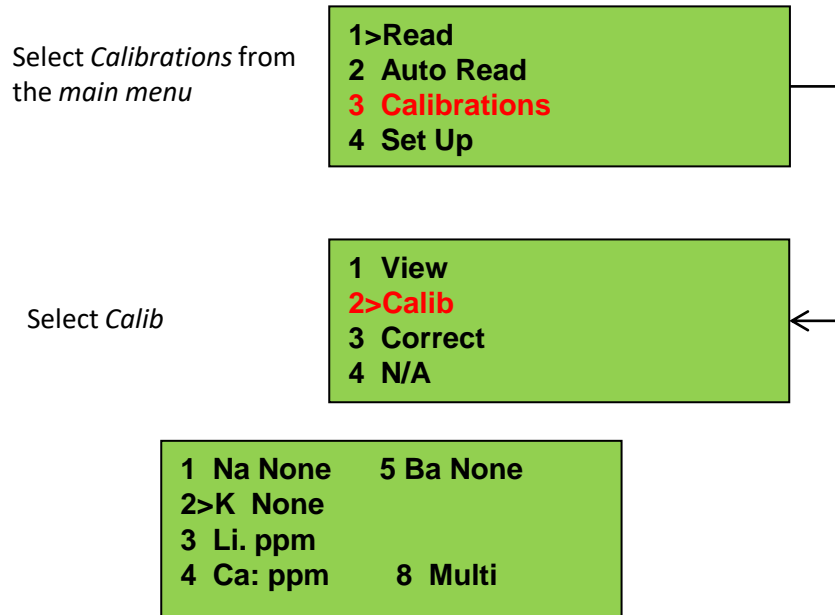 Select Calibrations from
the main menu
1>Read
2 Auto Read
3 Calibrations
4 Set Up
Select Calib
1 View
2>Calib
3 Correct
4 N/A
1 Na None 5 Ba None
2>K None
3 Li. ppm
4 Ca: ppm 8 Multi